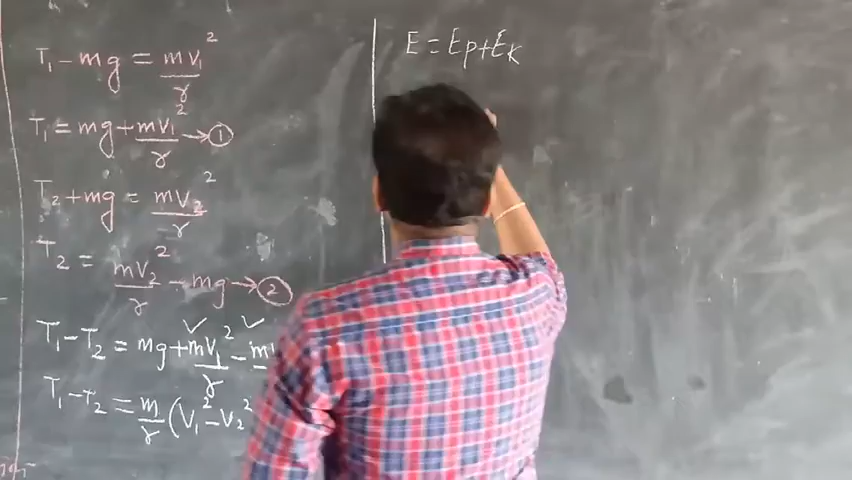 T₁ - mg = mv₁²/r
T₁ = mg + mv₁²/r → ①
T₂ + mg = mv₂²/r
T₂ = mv₂²/r - mg → ②
T₁ - T₂ = mg + mv₁²/r - m
T₁ - T₂ = m/r (v₁² - v₂²
E = Ep + Ek